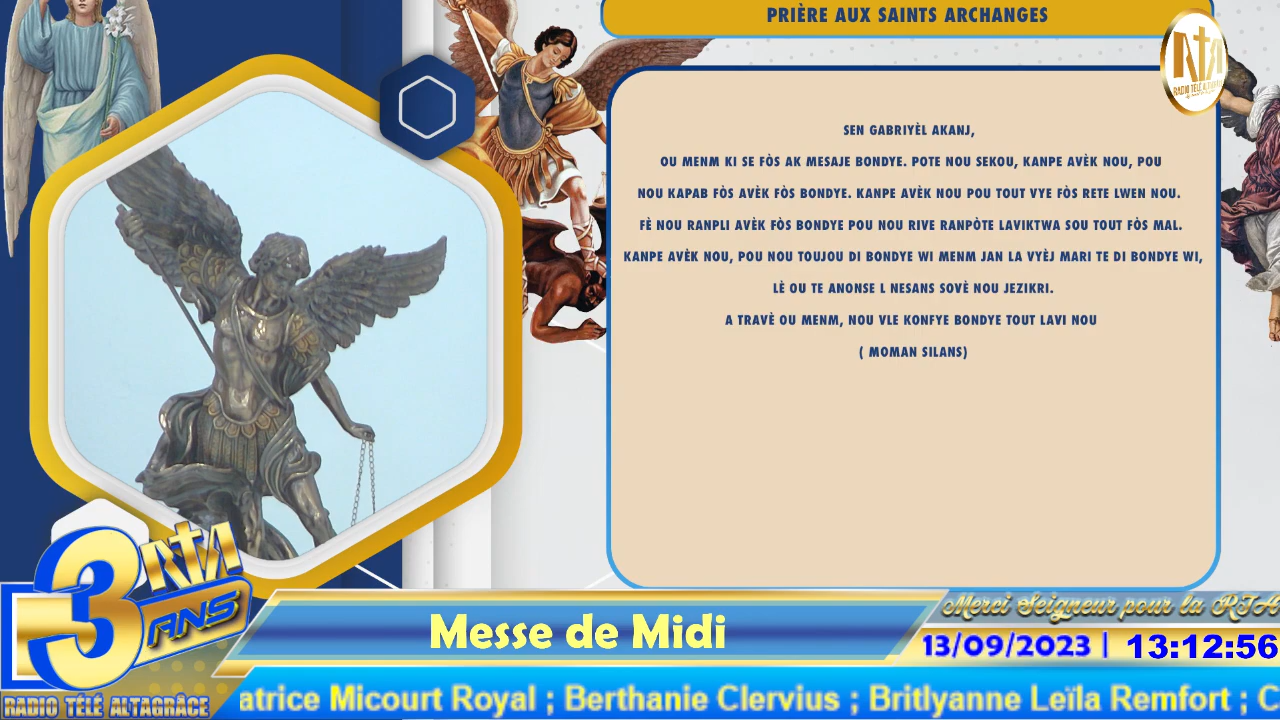 PRIÈRE AUX SAINTS ARCHANGES
RTA
RADIO TÉLÉ ALTAGRÂCE
SEN GABRIYÈL AKANJ,
OU MENM KI SE FÒS AK MESAJE BONDYE. POTE NOU SEKOU, KANPE AVÈK NOU, POU
NOU KAPAB FÒS AVÈK FÒS BONDYE. KANPE AVÈK NOU POU TOUT VYE FÒS RETE LWEN NOU.
FÈ NOU RANPLI AVÈK FÒS BONDYE POU NOU RIVE RANPÒTE LAVIKTWA SOU TOUT FÒS MAL.
KANPE AVÈK NOU, POU NOU TOUJOU DI BONDYE WI MENM JAN LA VYÈJ MARI TE DI BONDYE WI,
LÈ OU TE ANONSE L NESANS SOVÈ NOU JEZIKRI.
A TRAVÈ OU MENM, NOU VLE KONFYE BONDYE TOUT LAVI NOU
( MOMAN SILANS)
3 RTA
ANS
RADIO TÉLÉ ALTAGRÂCE
Messe de Midi
Merci Seigneur pour la RTA
13/09/2023 | 13:12:56
atrice Micourt Royal ; Berthanie Clervius ; Britlyanne Leïla Remfort ; C